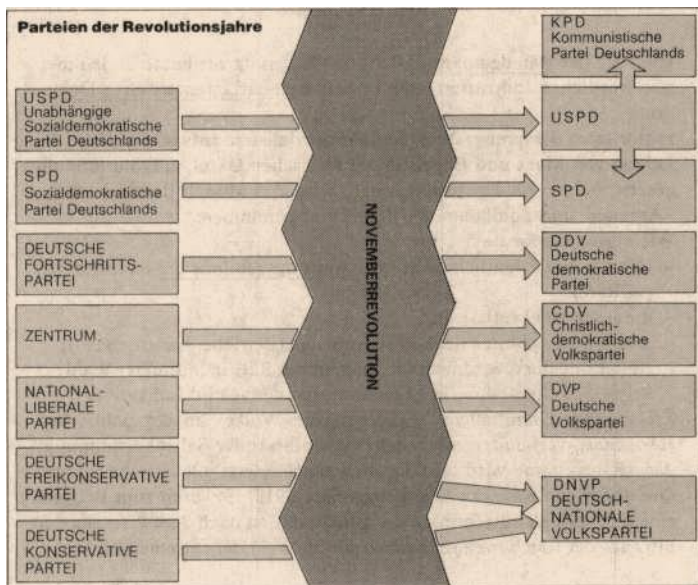 Parteien der Revolutionsjahre
USPD
Unabhängige
Sozialdemokratische
Partei Deutschlands
SPD
Sozialdemokratische
Partei Deutschlands
DEUTSCHE
FORTSCHRITTS-
PARTEI
ZENTRUM.
NATIONAL-
LIBERALE
PARTEI
DEUTSCHE
FREIKONSERVATIVE
PARTEI
DEUTSCHE
KONSERVATIVE
PARTEI
NOVEMBERREVOLUTION
KPD
Kommunistische
Partei Deutschlands
USPD
SPD
DDV
Deutsche
demokratische
Partei
CDV
Christlich-
demokratische
Volkspartei
DVP
Deutsche
Volkspartei
DNVP
DEUTSCH-
NATIONALE
VOLKSPARTEI